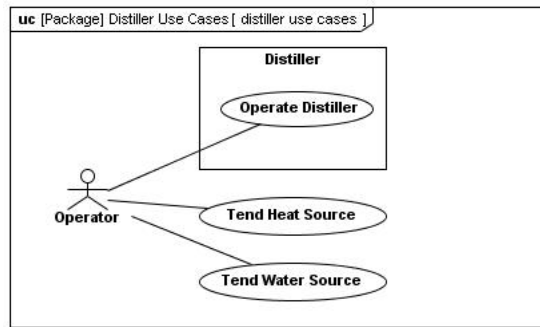 uc [Package] Distiller Use Cases [ distiller use cases ]
Distiller
Operate Distiller
Operator
Tend Heat Source
Tend Water Source